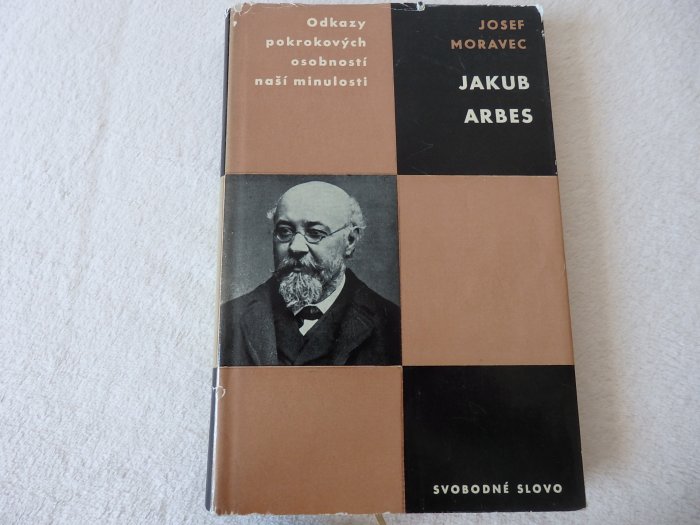 Odkazy
pokrokových
osobností
naší minulosti
JOSEF
MORAVEC
JAKUB
ARBES
SVOBODNÉ SLOVO